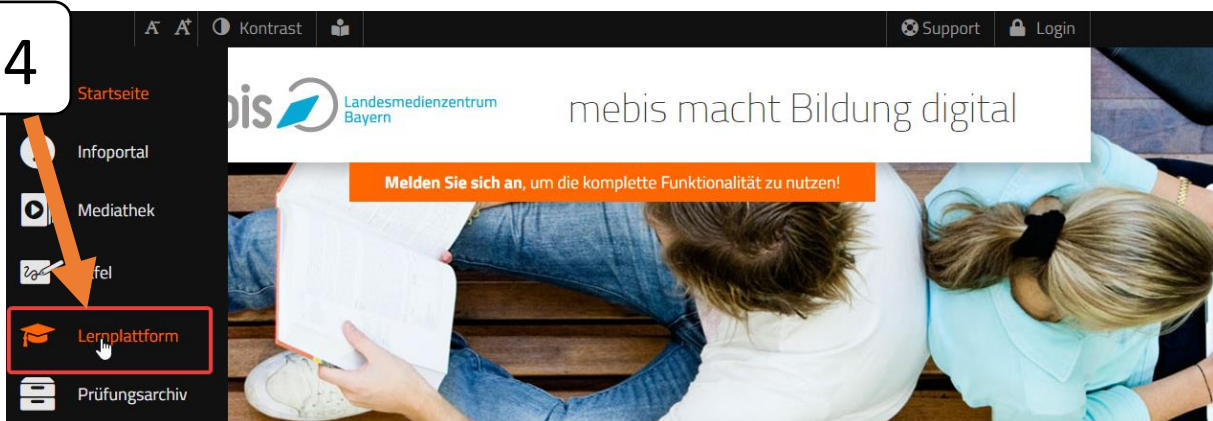 A- A+ Kontrast Support Login
4
Startseite
bis Landesmedienzentrum
Bayern
mebis macht Bildung digital
Infoportal
Melden Sie sich an, um die komplette Funktionalität zu nutzen!
Mediathek
fel
Lernplattform
Prüfungsarchiv